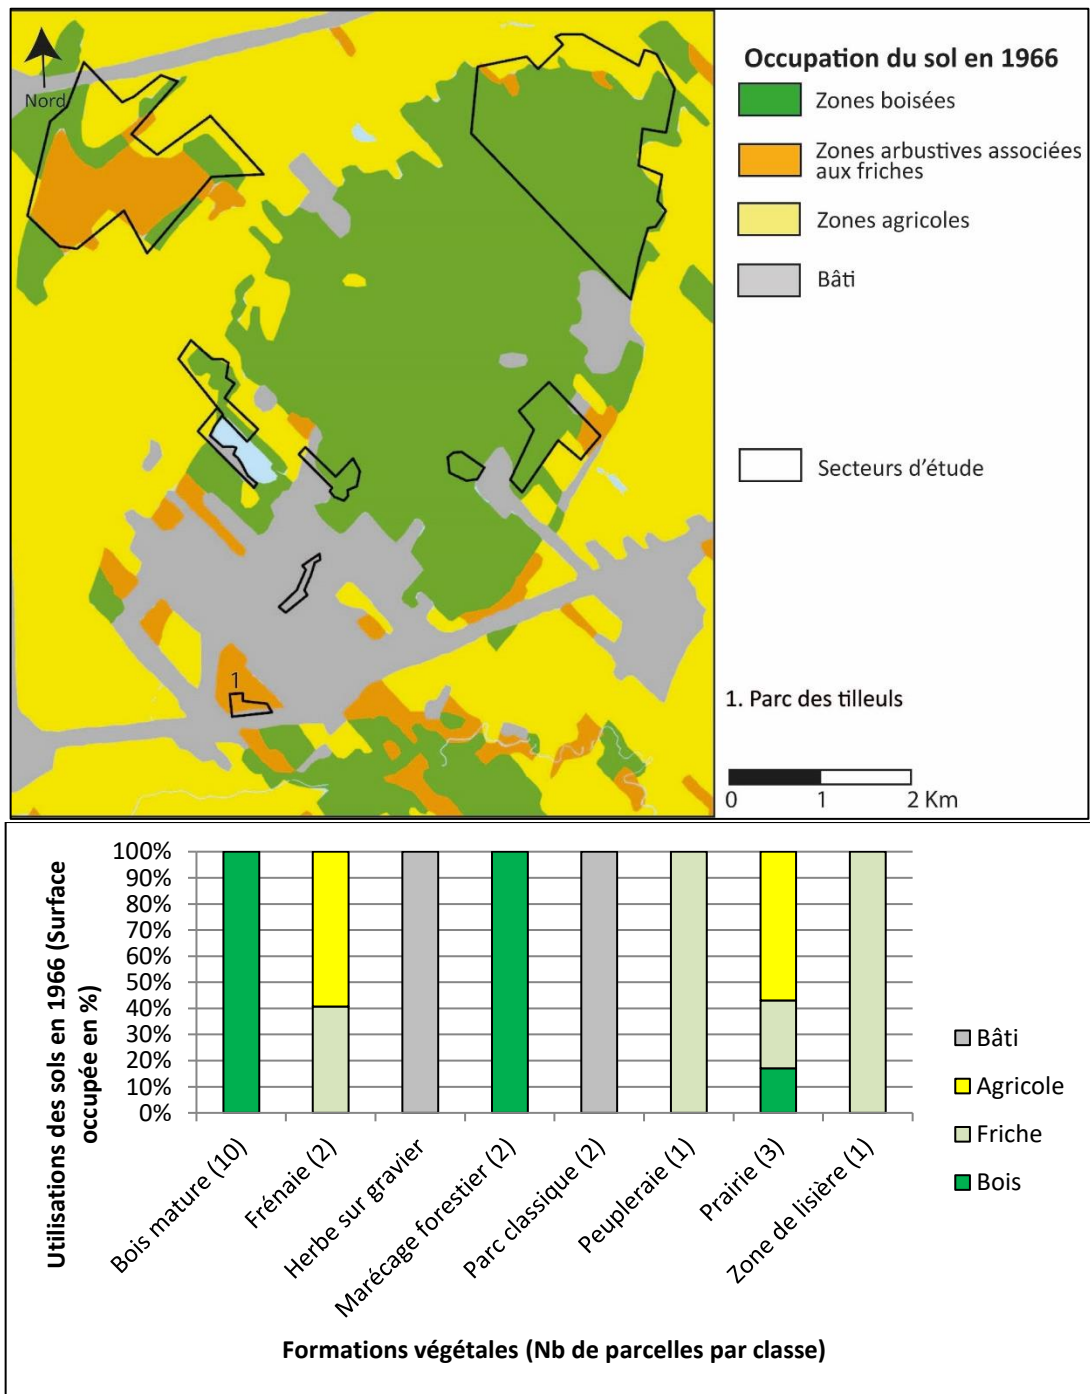 Nord
Occupation du sol en 1966
Zones boisées
Zones arbustives associées
aux friches
Zones agricoles
Bâti
Secteurs d'étude
1
1. Parc des tilleuls
0 1 2 Km
Utilisations des sols en 1966 (Surface
occupée en %)
100%
90%
80%
70%
60%
50%
40%
30%
20%
10%
0%
Bois mature (10)
Frénaie (2)
Herbe sur gravier
Marécage forestier (2)
Parc classique (2)
Peupleraie (1)
Prairie (3)
Zone de lisière (1)
Bâti
Agricole
Friche
Bois
Formations végétales (Nb de parcelles par classe)